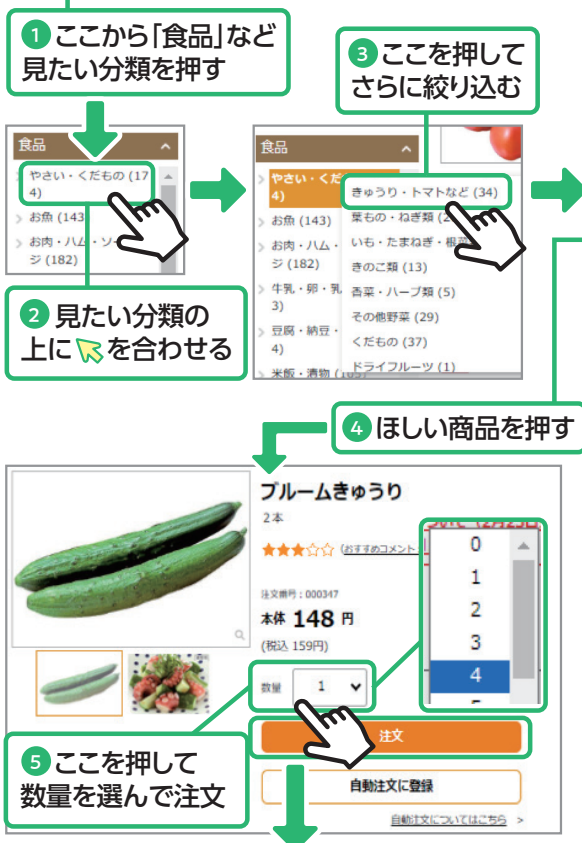 1 ここから「食品」など
見たい分類を押す
3 ここを押して
さらに絞り込む
食品
やさい・くだもの (17
4)
お魚 (143)
お肉・ハム・ソー
ジ (182)
2 見たい分類の
上に を合わせる
食品
やさい・くだ
4)
お魚 (143)
お肉・ハム・
ジ (182)
牛乳・卵・乳
3)
豆腐・納豆・
4)
米飯・漬物
きゅうり・トマトなど (34)
葉もの・ねぎ類
いも・たまねぎ・根菜
きのこ類 (13)
香菜・ハーブ類 (5)
その他野菜 (29)
くだもの (37)
ドライフルーツ (1)
4 ほしい商品を押す
ブルームきゅうり
2本
★★★☆☆ (おすすめコメント
注文番号:000347
本体 148 円
(税込 159円)
数量 1
0
1
2
3
4
注文
5 ここを押して
数量を選んで注文
自動注文に登録
自動注文についてはこちら >